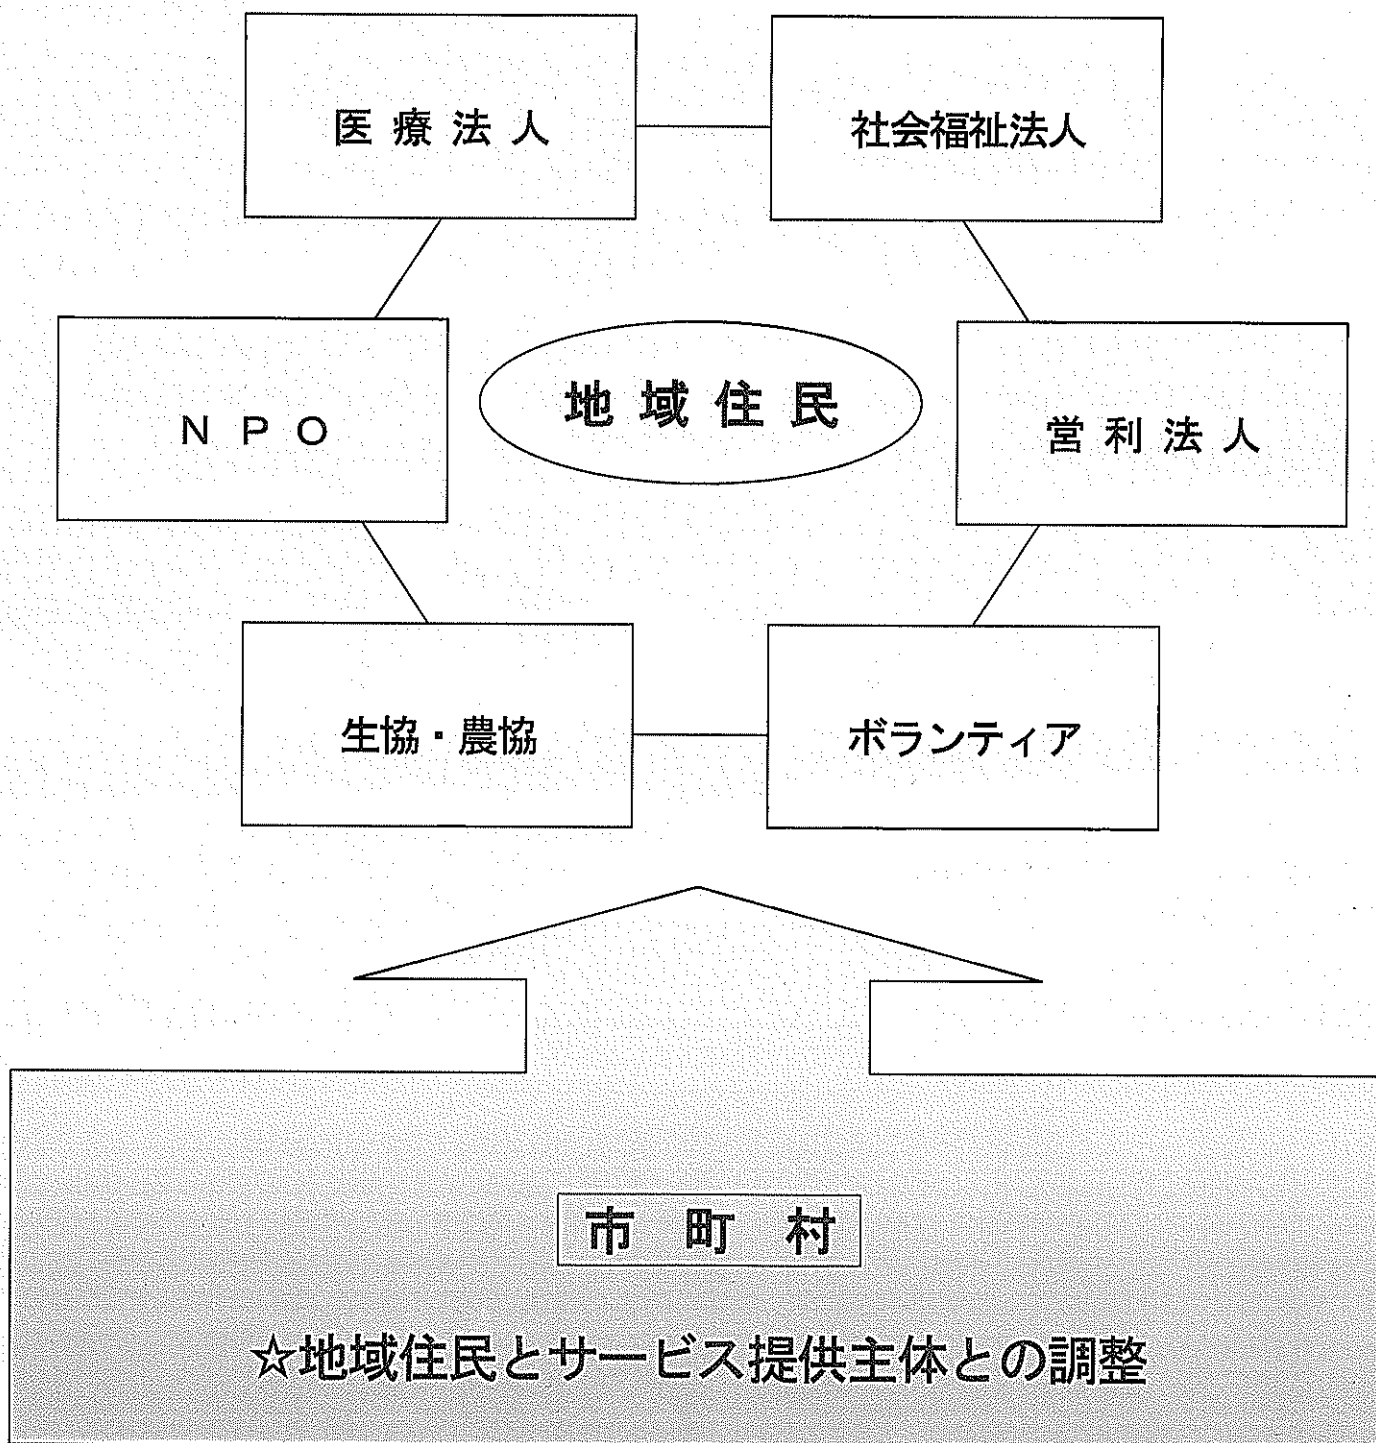 医療法人
社会福祉法人
NPO
地域住民
営利法人
生協・農協
ボランティア
市町村
☆地域住民とサービス提供主体との調整